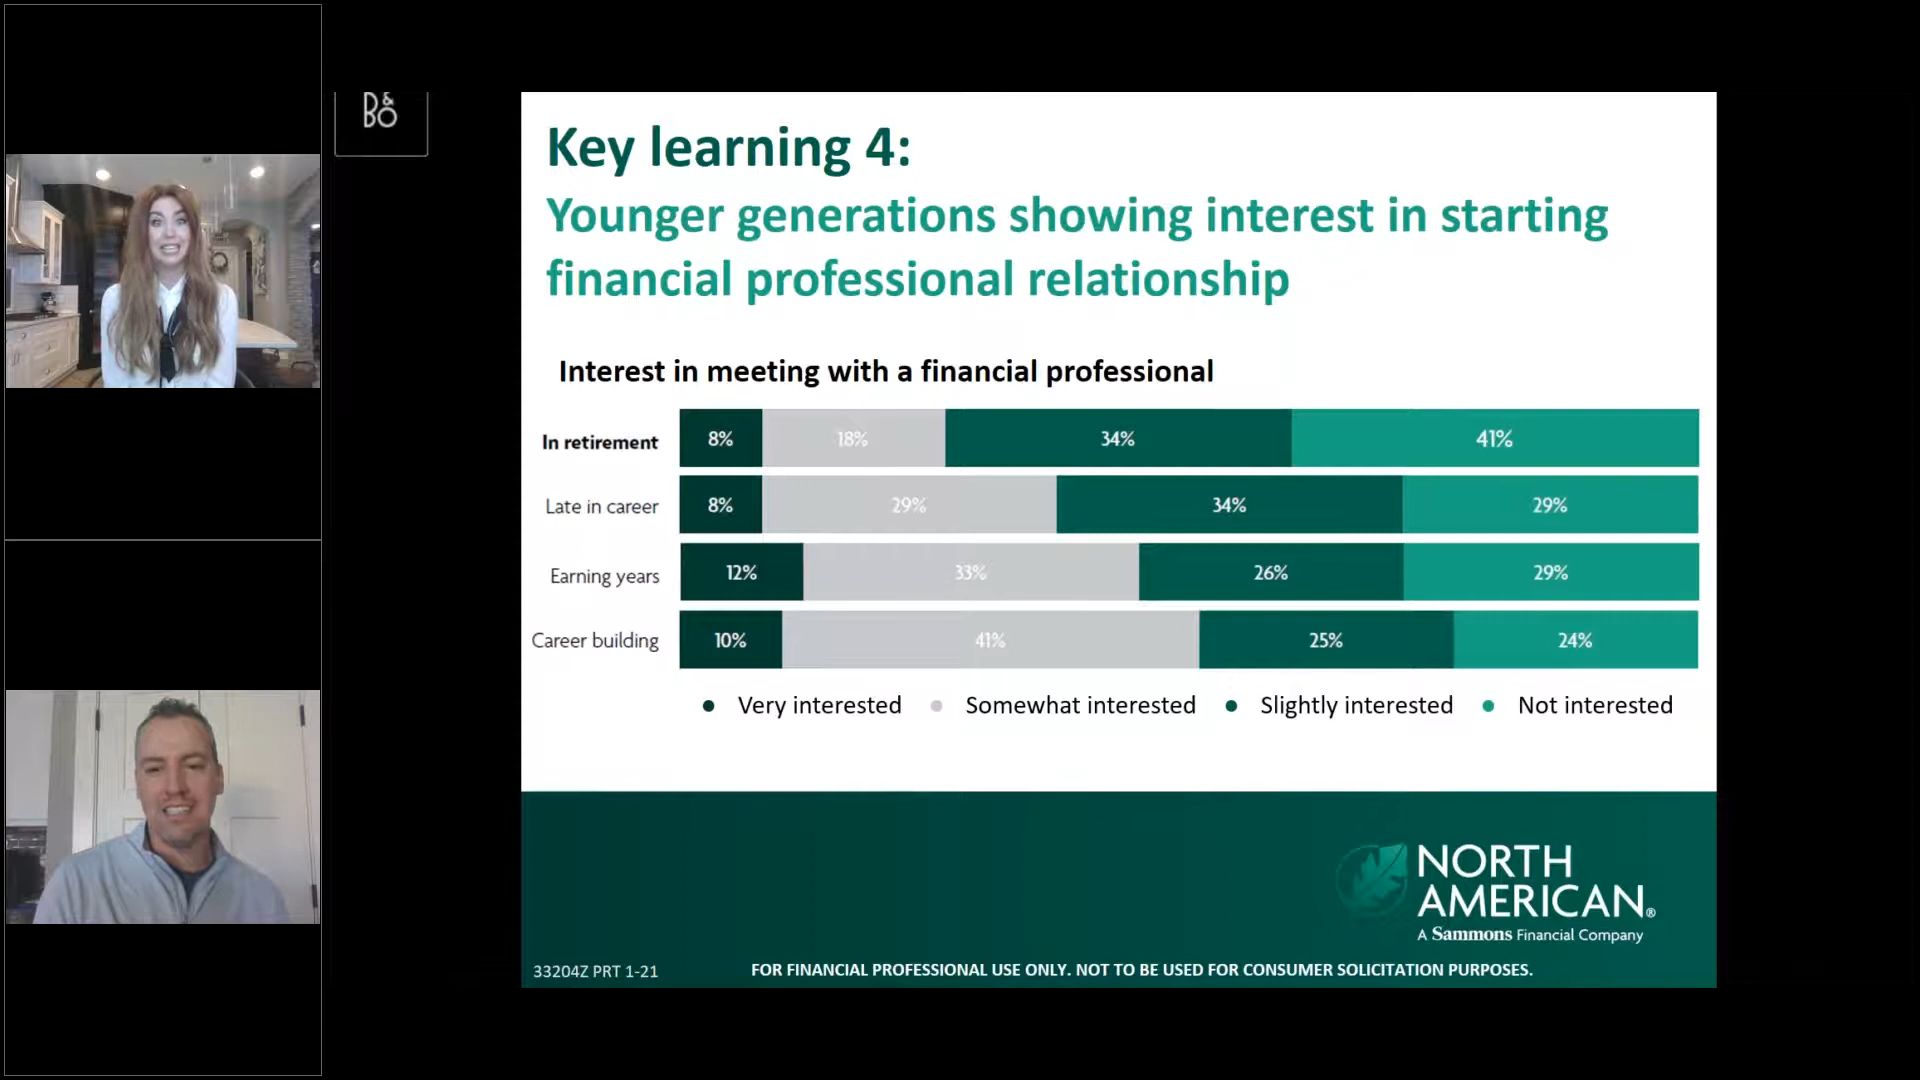 B&
BO
Key learning 4:
Younger generations showing interest in starting
financial professional relationship
Interest in meeting with a financial professional
In retirement 8% 18% 34% 41%
Late in career 8% 29% 34% 29%
Earning years 12% 33% 26% 29%
Career building 10% 41% 25% 24%
• Very interested • Somewhat interested • Slightly interested • Not interested
NORTH
AMERICAN®
A Sammons Financial Company
33204Z PRT 1-21 FOR FINANCIAL PROFESSIONAL USE ONLY. NOT TO BE USED FOR CONSUMER SOLICITATION PURPOSES.